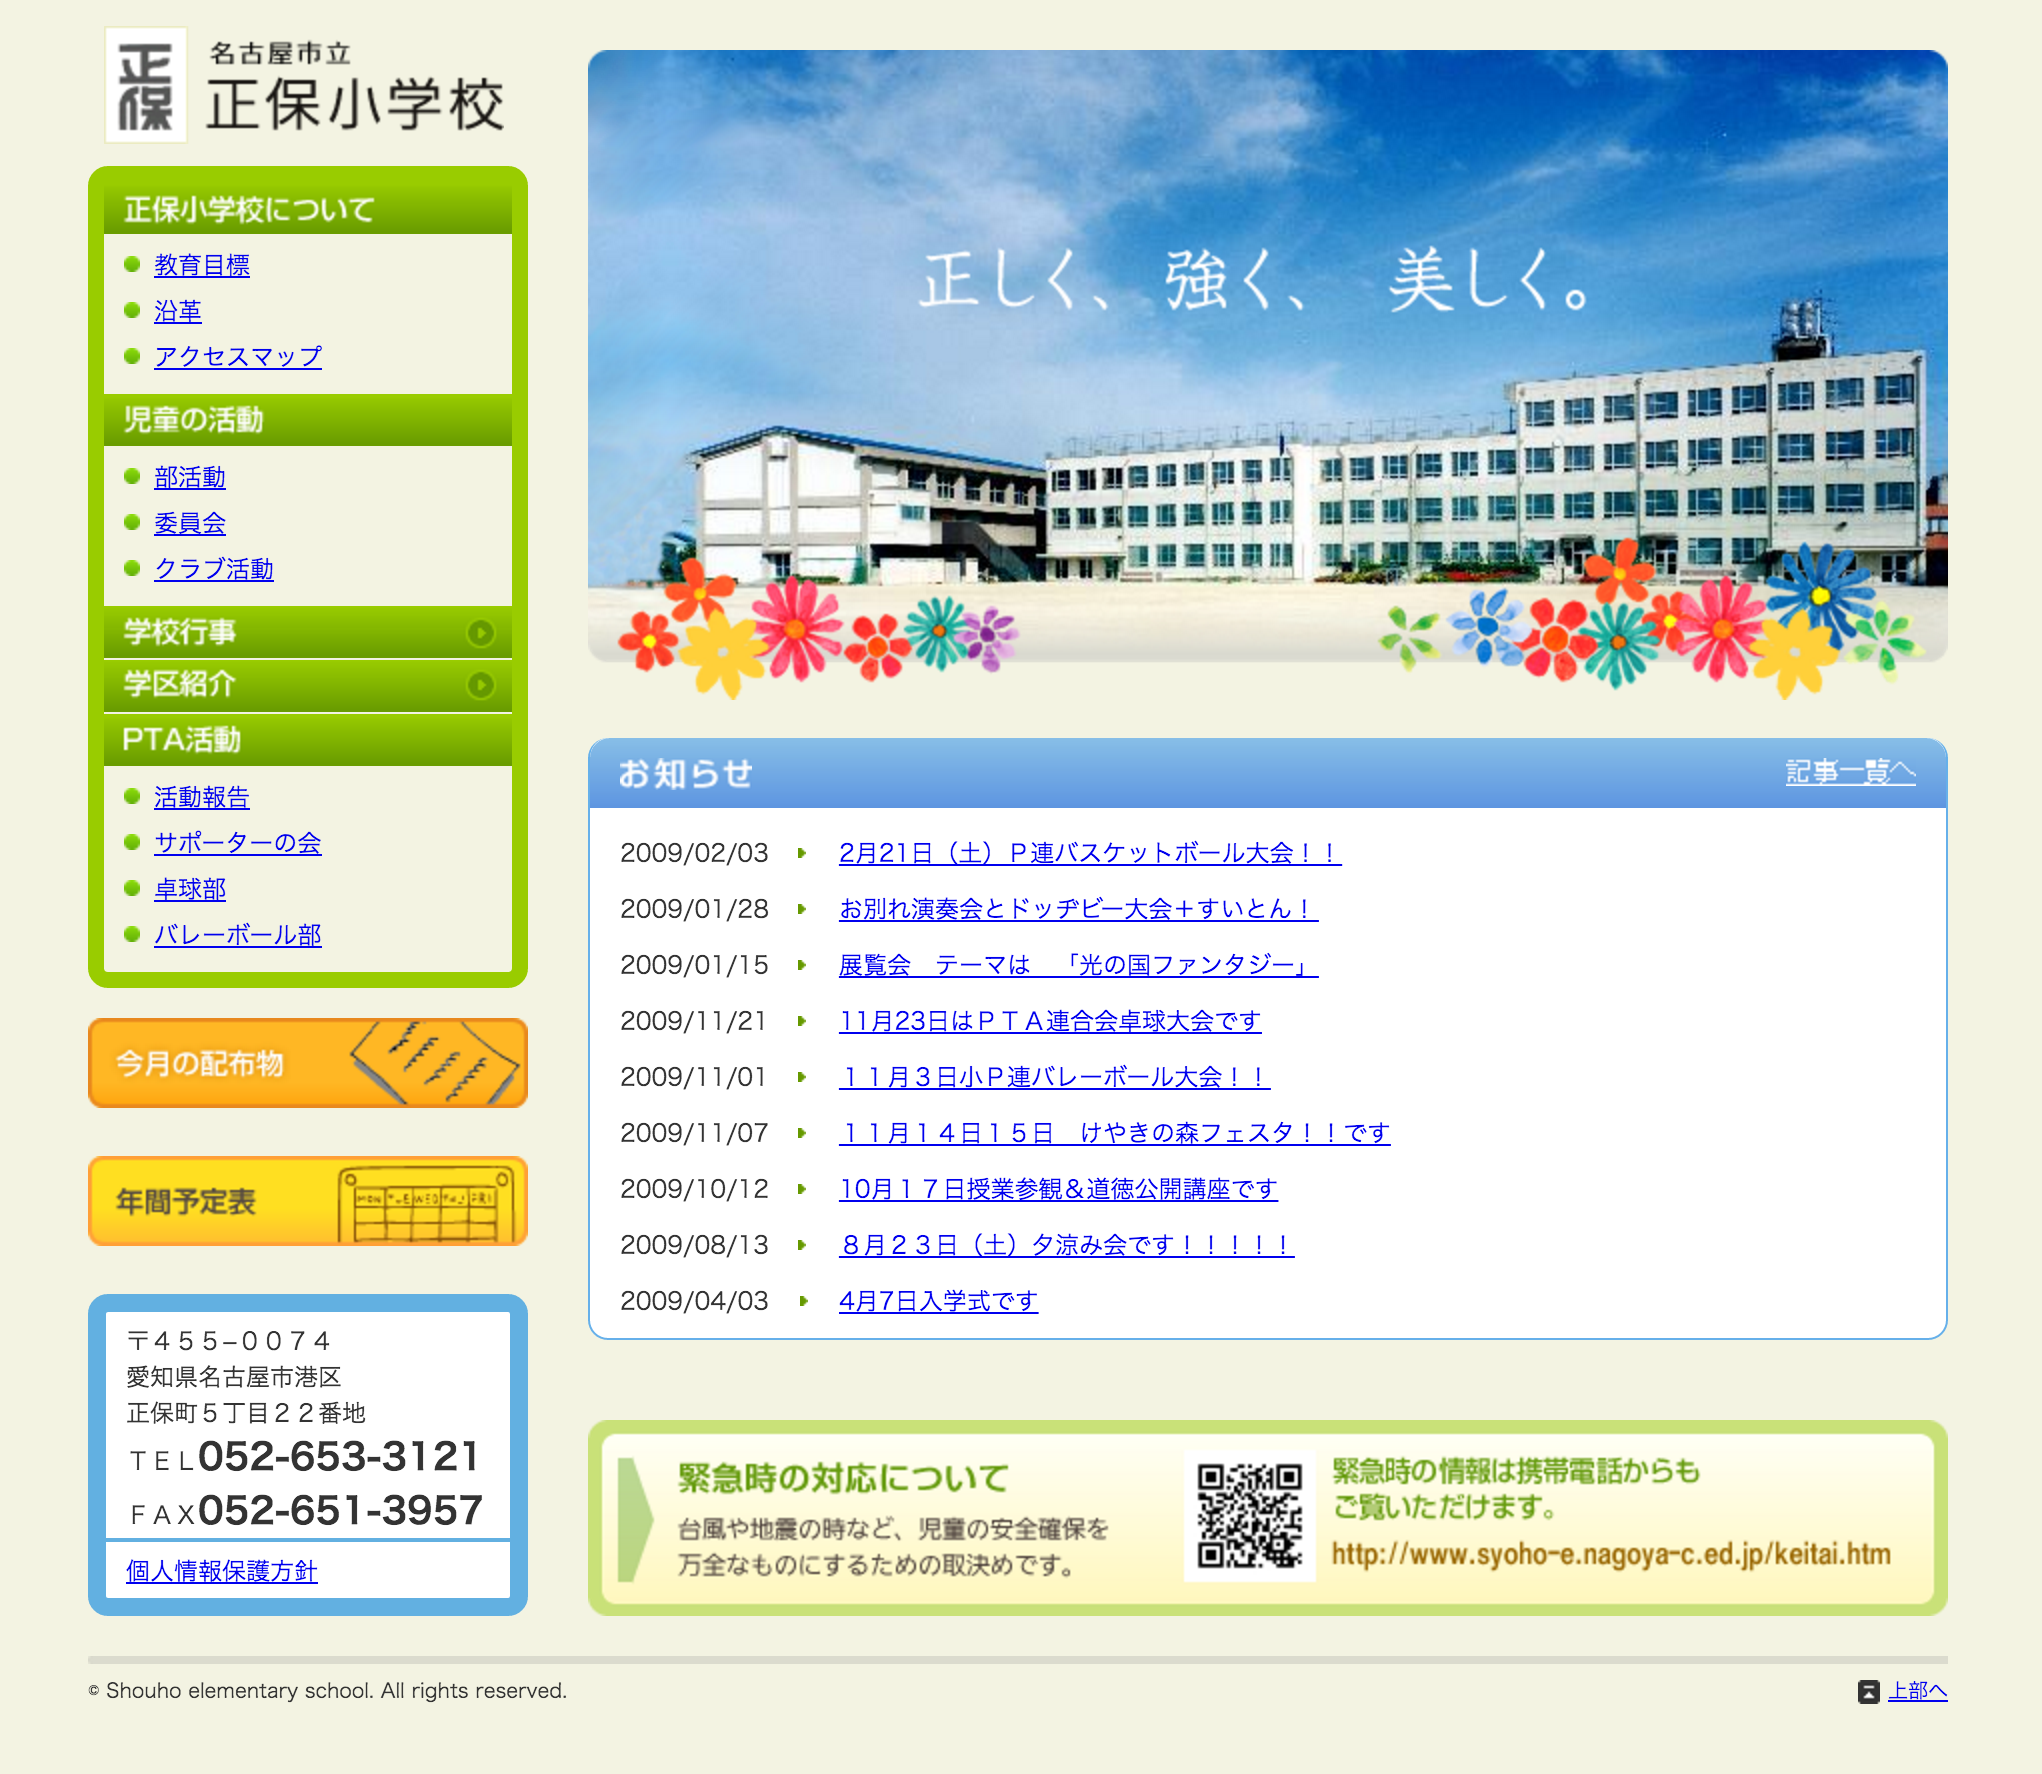 正保
名古屋市立
正保小学校
正保小学校について
教育目標
沿革
アクセスマップ
児童の活動
部活動
委員会
クラブ活動
学校行事
学区紹介
PTA活動
活動報告
サポーターの会
卓球部
バレーボール部
今月の配布物
年間予定表
MON TUE WED THU FRI
〒４５５−００７４
愛知県名古屋市港区
正保町５丁目２２番地
ＴＥＬ052-653-3121
ＦＡＸ052-651-3957
個人情報保護方針
正しく、強く、 美しく。
お知らせ 記事一覧へ
2009/02/03 2月21日（土）Ｐ連バスケットボール大会！！
2009/01/28 お別れ演奏会とドッヂビー大会＋すいとん！
2009/01/15 展覧会　テーマは　「光の国ファンタジー」
2009/11/21 11月23日はＰＴＡ連合会卓球大会です
2009/11/01 １１月３日小Ｐ連バレーボール大会！！
2009/11/07 １１月１４日１５日　けやきの森フェスタ！！です
2009/10/12 10月１７日授業参観＆道徳公開講座です
2009/08/13 ８月２３日（土）夕涼み会です！！！！！
2009/04/03 4月7日入学式です
緊急時の対応について
台風や地震の時など、児童の安全確保を
万全なものにするための取決めです。
緊急時の情報は携帯電話からも
ご覧いただけます。
http://www.syoho-e.nagoya-c.ed.jp/keitai.htm
© Shouho elementary school. All rights reserved.
上部へ